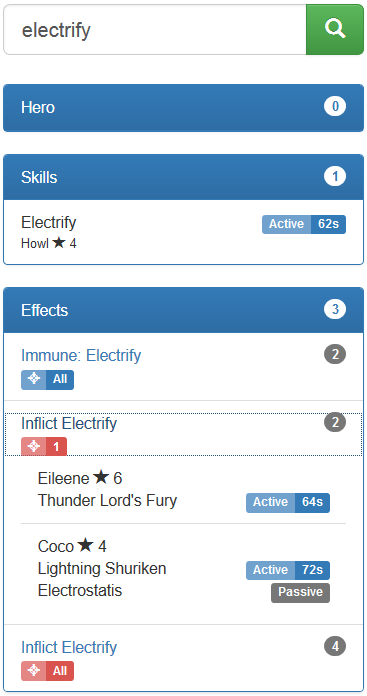 electrify
Hero 0
Skills 1
Electrify Active 62s
Howl ★ 4
Effects 3
Immune: Electrify 2
All
Inflict Electrify 2
1
Eileene ★ 6
Thunder Lord's Fury Active 64s
Coco ★ 4
Lightning Shuriken Active 72s
Electrostatis Passive
Inflict Electrify 4
All